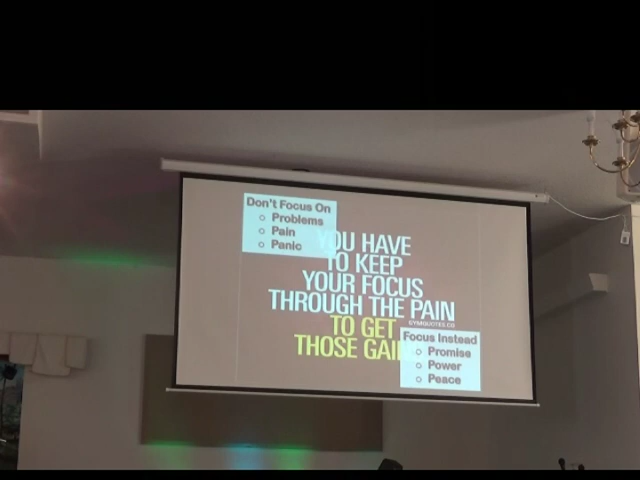 Don't Focus On
○ Problems
○ Pain
○ Panic
YOU HAVE
TO KEEP
YOUR FOCUS
THROUGH THE PAIN
GYMQUOTES.CO
TO GET
THOSE GAI
Focus Instead
○ Promise
○ Power
○ Peace